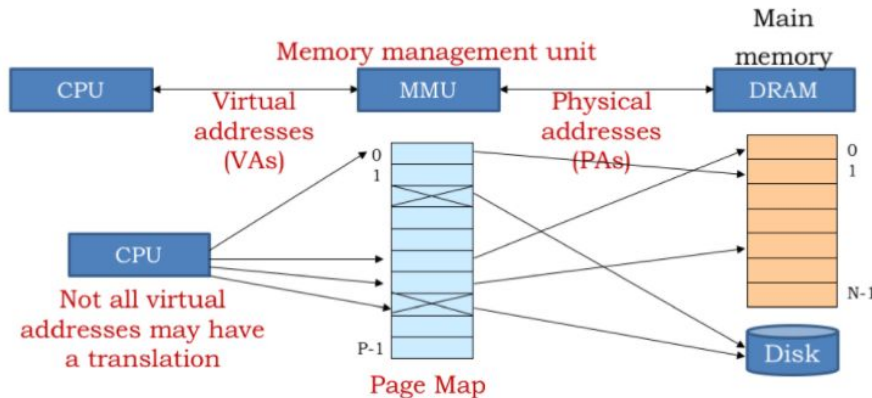 Main
Memory management unit
memory
CPU
MMU
DRAM
Virtual
addresses
(VAs)
Physical
addresses
(PAs)
0
1
0
1
CPU
Not all virtual
addresses may have
a translation
N-1
P-1
Disk
Page Map